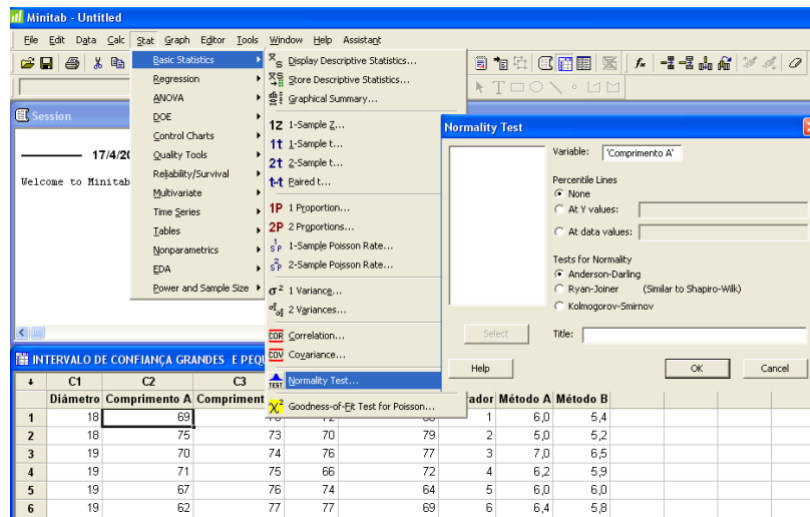 Minitab - Untitled
File Edit Data Calc Stat Graph Editor Tools Window Help Assistant
Session
17/4/20
Welcome to Minitab
Basic Statistics
Regression
ANOVA
DOE
Control Charts
Quality Tools
Reliability/Survival
Multivariate
Time Series
Tables
Nonparametrics
EDA
Power and Sample Size
Display Descriptive Statistics...
Store Descriptive Statistics...
Graphical Summary...
1Z 1-Sample Z...
1t 1-Sample t...
2t 2-Sample t...
t-t Paired t...
1P 1 Proportion...
2P 2 Proportions...
1-Sample Poisson Rate...
2-Sample Poisson Rate...
σ² 1 Variance...
2 Variances...
COR Correlation...
COV Covariance...
TEST Normality Test...
χ² Goodness-of-Fit Test for Poisson...
Normality Test
Variable: 'Comprimento A'
Percentile Lines
None
At Y values:
At data values:
Tests for Normality
Anderson-Darling
Ryan-Joiner (Similar to Shapiro-Wilk)
Kolmogorov-Smirnov
Select
Title:
Help
OK
Cancel
INTERVALO DE CONFIANÇA GRANDES E PEQU
C1 C2 C3
Diâmetro Comprimento A Compriment ador Método A Método B
1 18 69 1 6,0 5,4
2 18 75 73 70 79 2 5,0 5,2
3 19 70 74 76 77 3 7,0 6,5
4 19 71 75 66 72 4 6,2 5,9
5 19 67 76 74 64 5 6,0 6,0
6 19 62 77 77 69 6 6,4 5,8